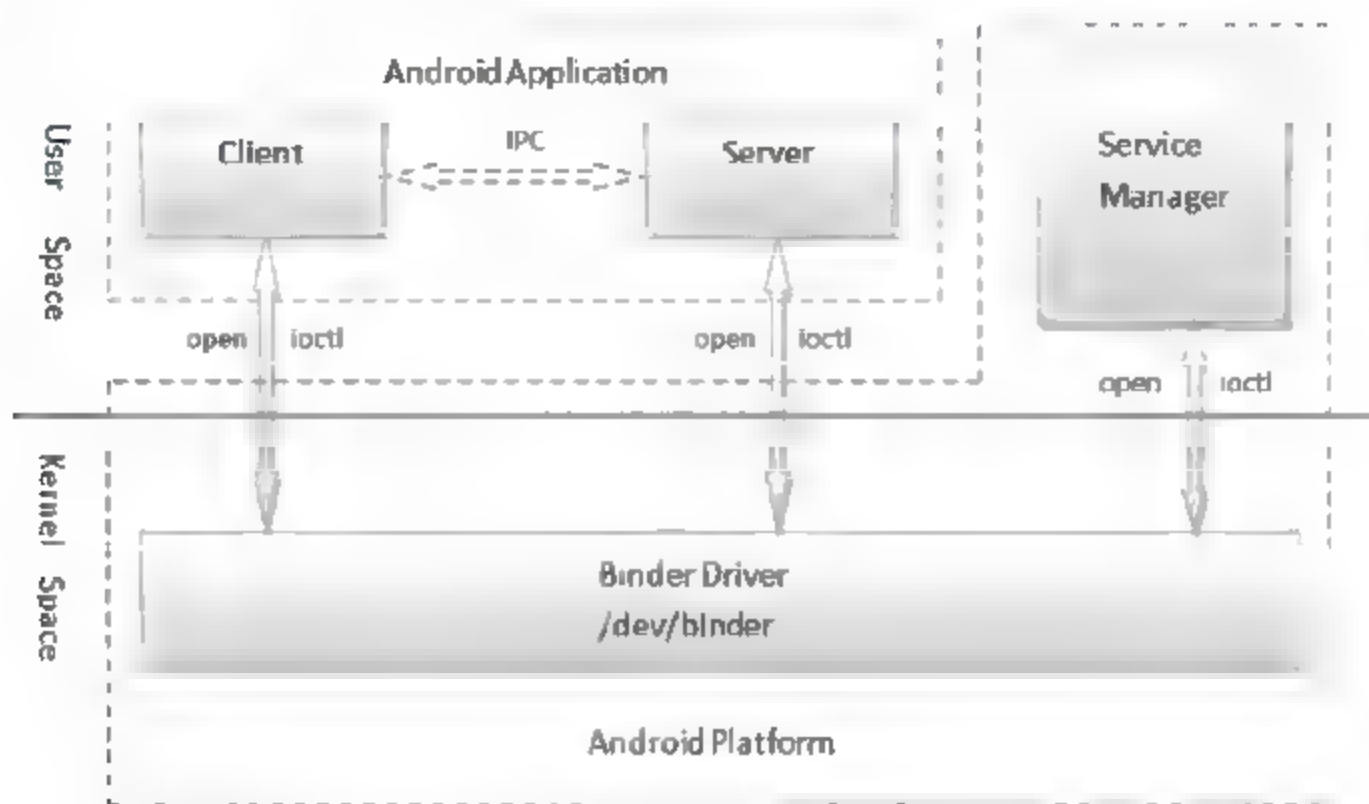 Android Application
User Space
Client
IPC
Server
Service
Manager
open
ioctl
open
ioctl
open
ioctl
Kernel Space
Binder Driver
/dev/binder
Android Platform